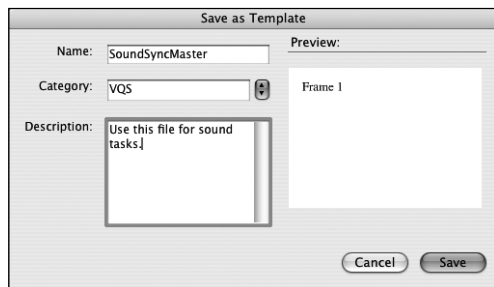 Save as Template
Name: SoundSyncMaster
Preview:
Category: VQS
Frame 1
Description: Use this file for sound
tasks.
Cancel Save